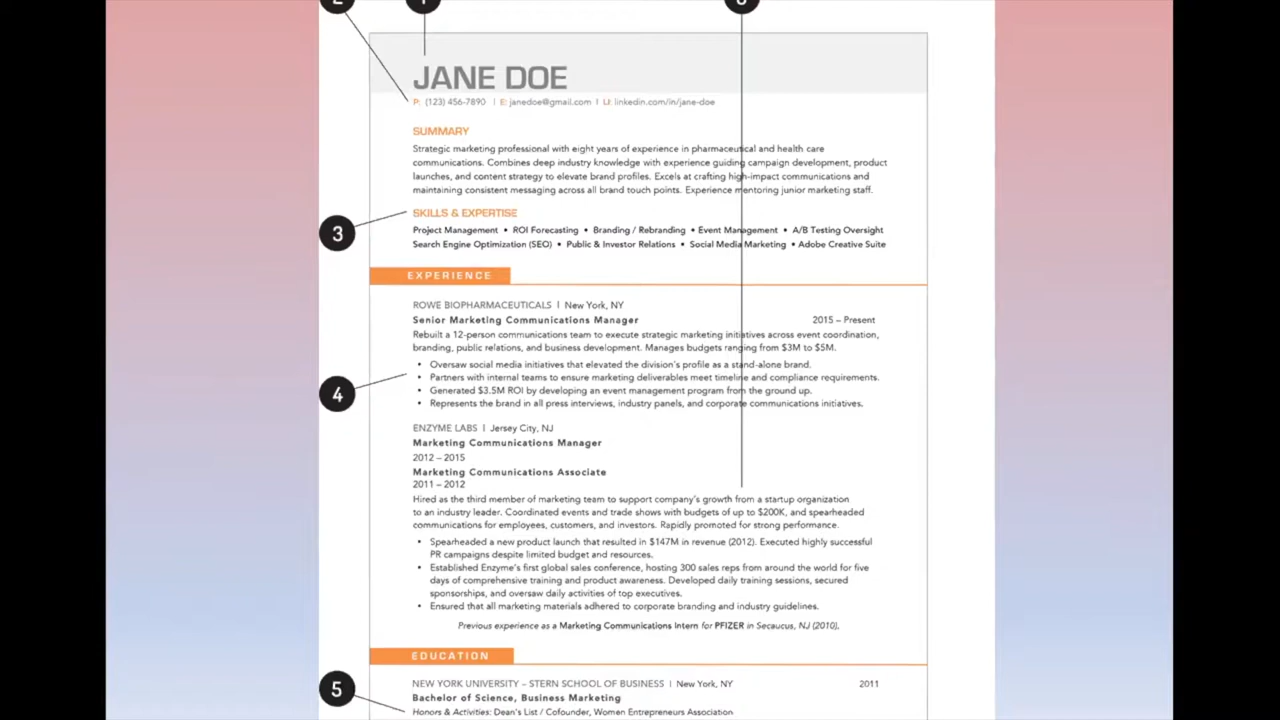 JANE DOE
P: (123) 456-7890 | E: janedoe@gmail.com | LI: linkedin.com/in/jane-doe
SUMMARY
Strategic marketing professional with eight years of experience in pharmaceutical and health care
communications. Combines deep industry knowledge with experience guiding campaign development, product
launches, and content strategy to elevate brand profiles. Excels at crafting high-impact communications and
maintaining consistent messaging across all brand touch points. Experience mentoring junior marketing staff.
3
SKILLS & EXPERTISE
Project Management • ROI Forecasting • Branding / Rebranding • Event Management • A/B Testing Oversight
Search Engine Optimization (SEO) • Public & Investor Relations • Social Media Marketing • Adobe Creative Suite
EXPERIENCE
ROWE BIOPHARMACEUTICALS | New York, NY
Senior Marketing Communications Manager 2015 – Present
Rebuilt a 12-person communications team to execute strategic marketing initiatives across event coordination,
branding, public relations, and business development. Manages budgets ranging from $3M to $5M.
• Oversaw social media initiatives that elevated the division's profile as a stand-alone brand.
• Partners with internal teams to ensure marketing deliverables meet timeline and compliance requirements.
4
• Generated $3.5M ROI by developing an event management program from the ground up.
• Represents the brand in all press interviews, industry panels, and corporate communications initiatives.
ENZYME LABS | Jersey City, NJ
Marketing Communications Manager
2012 – 2015
Marketing Communications Associate
2011 – 2012
Hired as the third member of marketing team to support company's growth from a startup organization
to an industry leader. Coordinated events and trade shows with budgets of up to $200K, and spearheaded
communications for employees, customers, and investors. Rapidly promoted for strong performance.
• Spearheaded a new product launch that resulted in $147M in revenue (2012). Executed highly successful
PR campaigns despite limited budget and resources.
• Established Enzyme's first global sales conference, hosting 300 sales reps from around the world for five
days of comprehensive training and product awareness. Developed daily training sessions, secured
sponsorships, and oversaw daily activities of top executives.
• Ensured that all marketing materials adhered to corporate branding and industry guidelines.
Previous experience as a Marketing Communications Intern for PFIZER in Secaucus, NJ (2010).
EDUCATION
5
NEW YORK UNIVERSITY – STERN SCHOOL OF BUSINESS | New York, NY 2011
Bachelor of Science, Business Marketing
Honors & Activities: Dean's List / Cofounder, Women Entrepreneurs Association